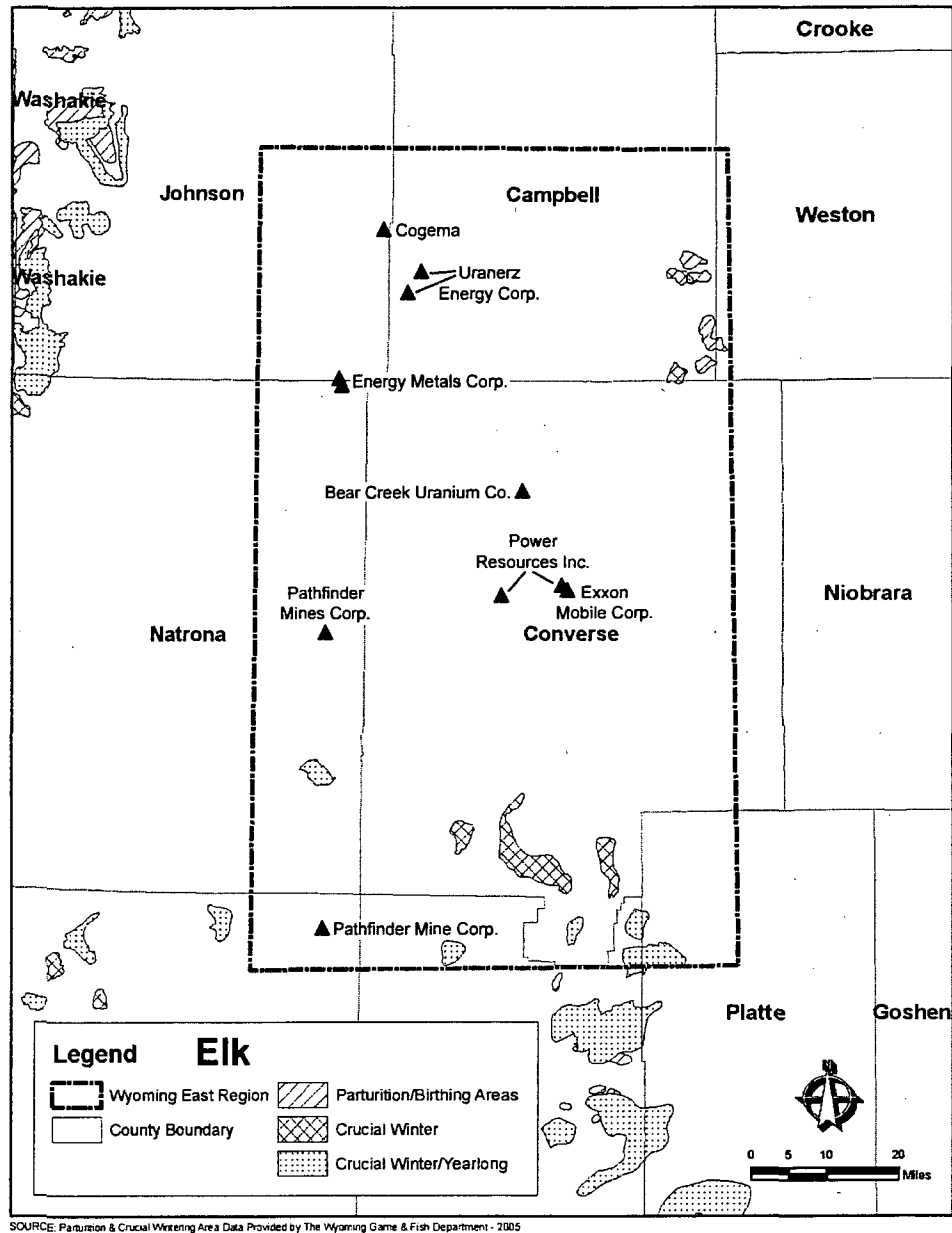 Crooke
Washakie
Johnson
Campbell
Weston
Cogema
Washakie
Uranerz
Energy Corp.
Energy Metals Corp.
Bear Creek Uranium Co.
Power
Resources Inc.
Pathfinder
Mines Corp.
Exxon
Mobile Corp.
Niobrara
Natrona
Converse
Pathfinder Mine Corp.
Platte
Goshen
Legend
Elk
Wyoming East Region
Parturition/Birthing Areas
County Boundary
Crucial Winter
Crucial Winter/Yearlong
N
0 5 10 20
Miles
SOURCE: Parturition & Crucial Wintering Area Data Provided by The Wyoming Game & Fish Department - 2005